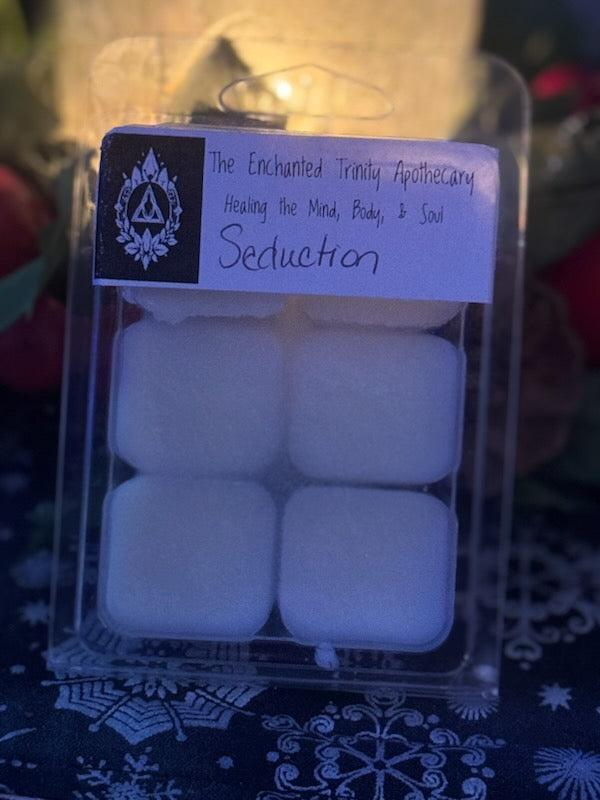 The Enchanted Trinity Apothecary
Healing the Mind, Body, & Soul
Seduction